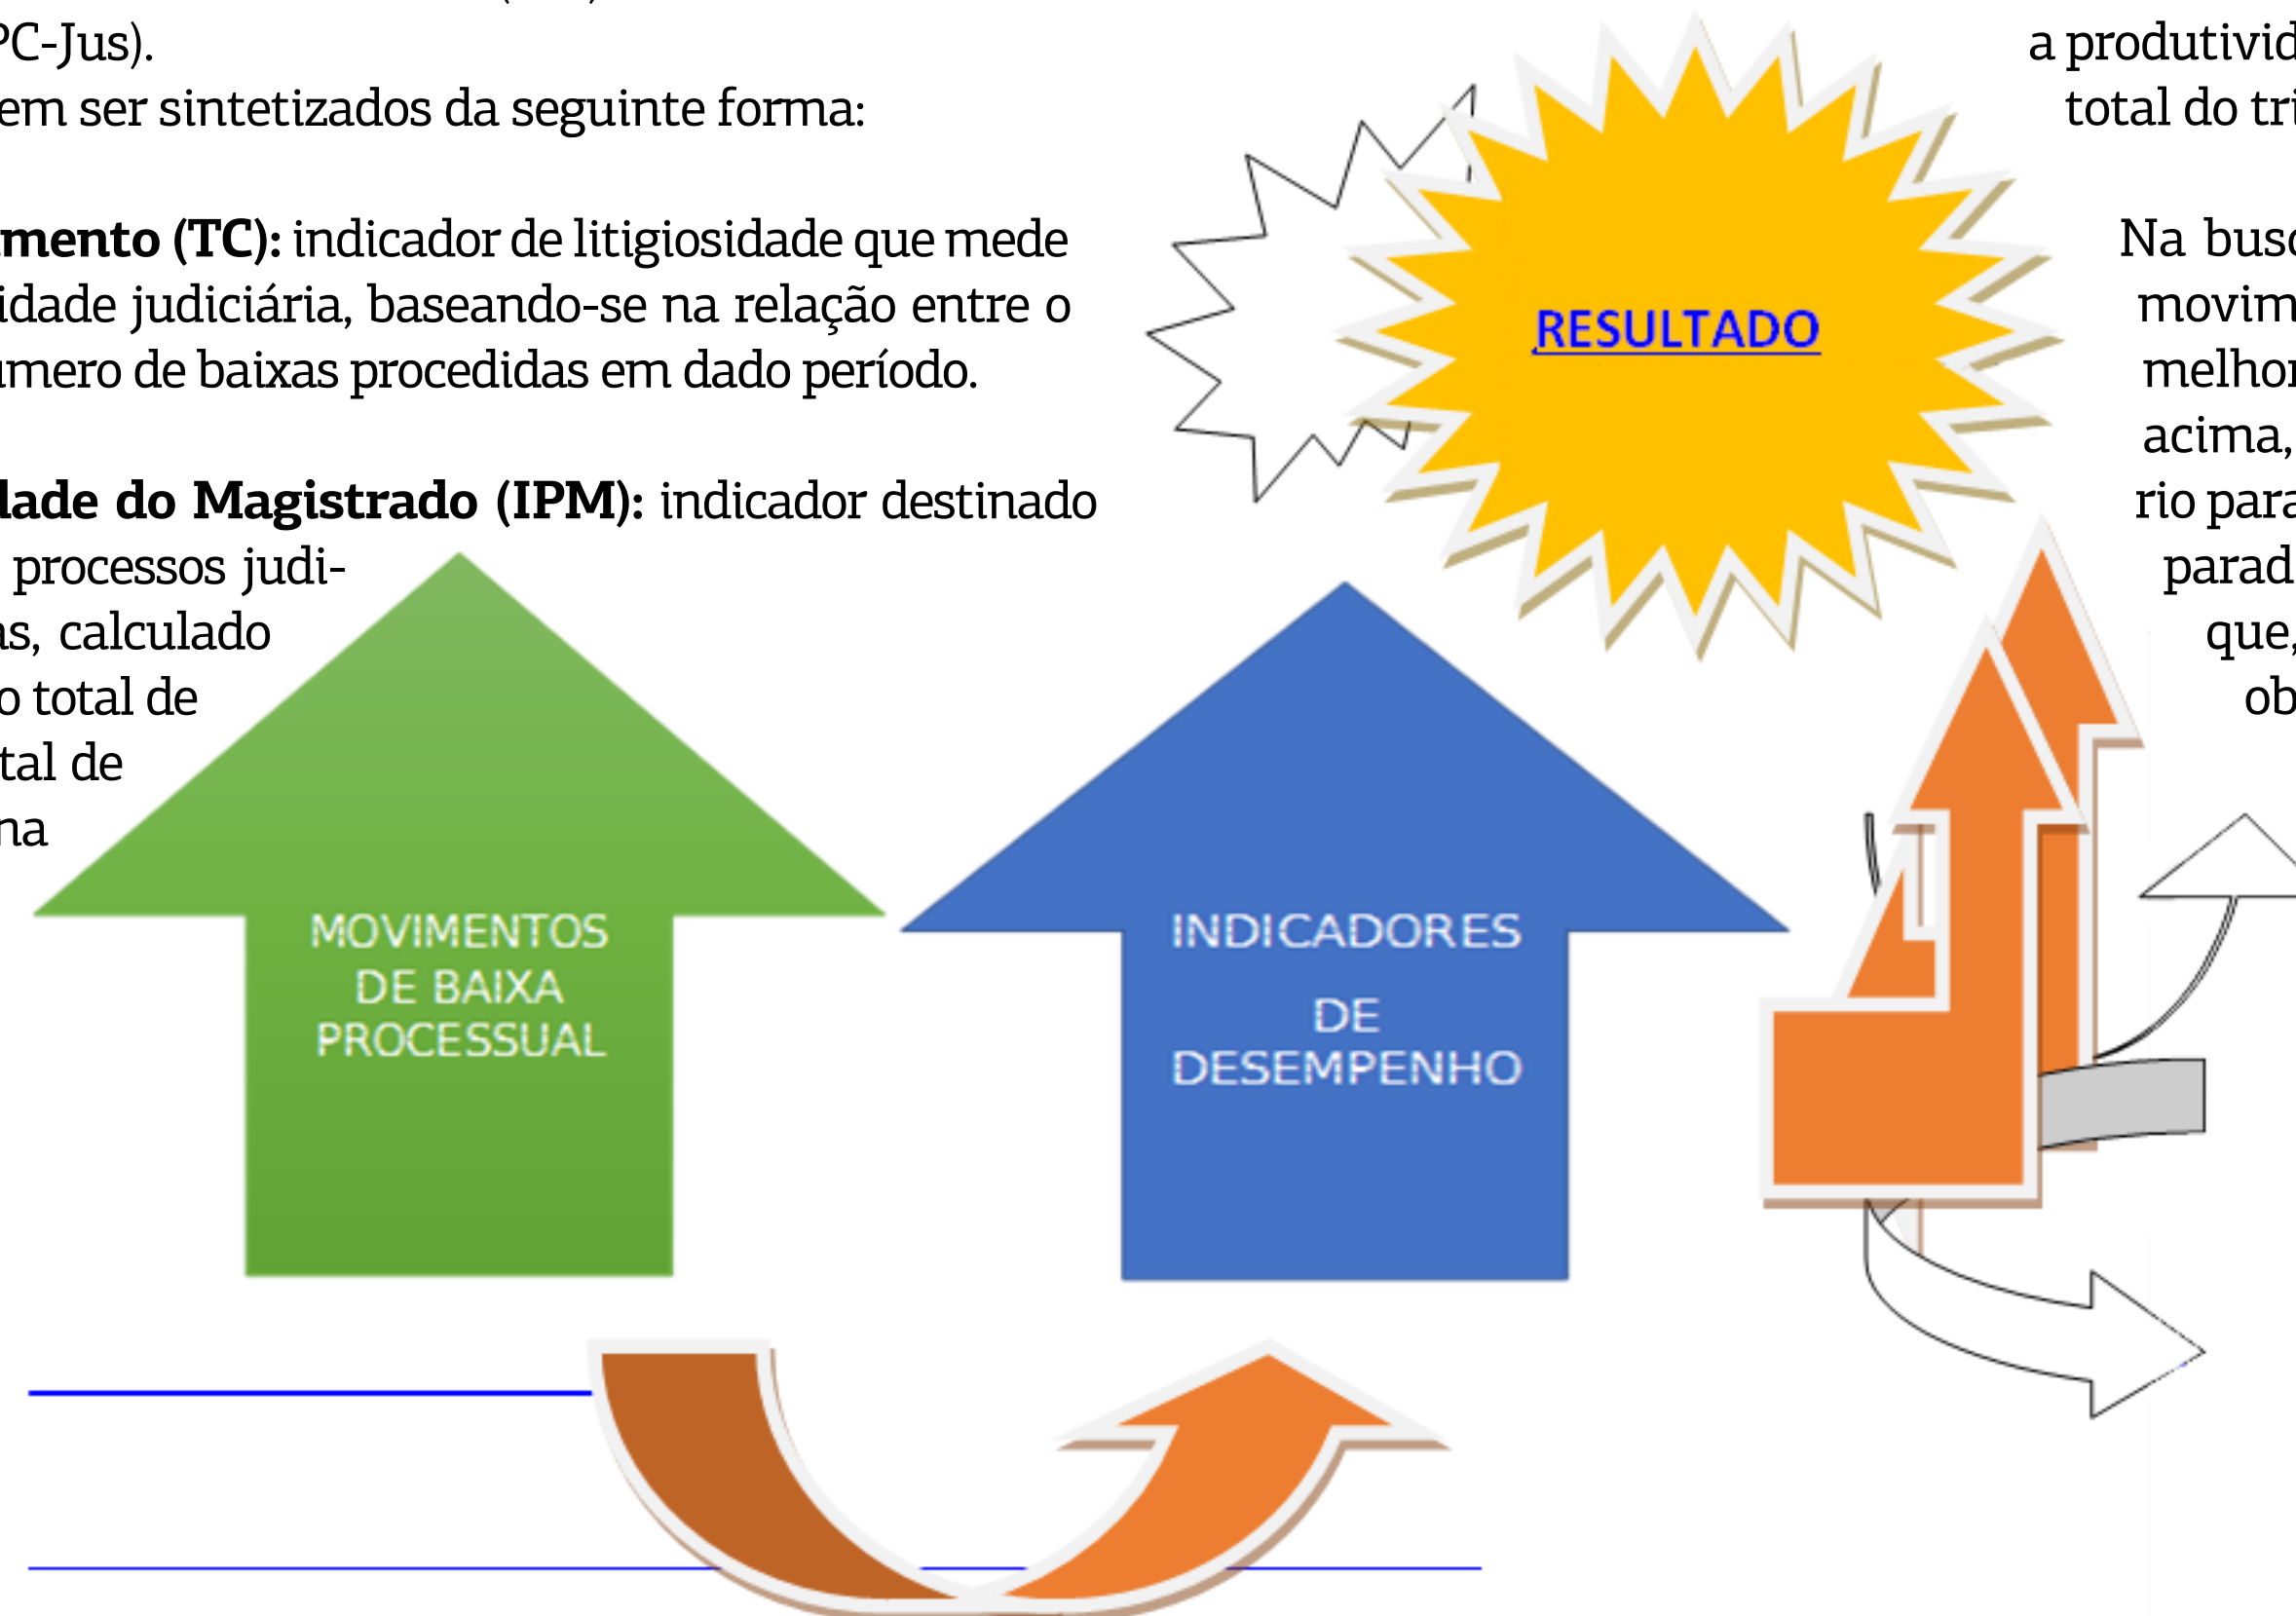 PC-Jus).
em ser sintetizados da seguinte forma:
mento (TC): indicador de litigiosidade que mede
idade judiciária, baseando-se na relação entre o
úmero de baixas procedidas em dado período.
dade do Magistrado (IPM): indicador destinado
processos judi-
as, calculado
o total de
tal de
na
RESULTADO
MOVIMENTOS
DE BAIXA
PROCESSUAL
INDICADORES
DE
DESEMPENHO
a produtivid
total do tri
Na busc
movim
melhor
acima,
rio para
parad
que,
ob